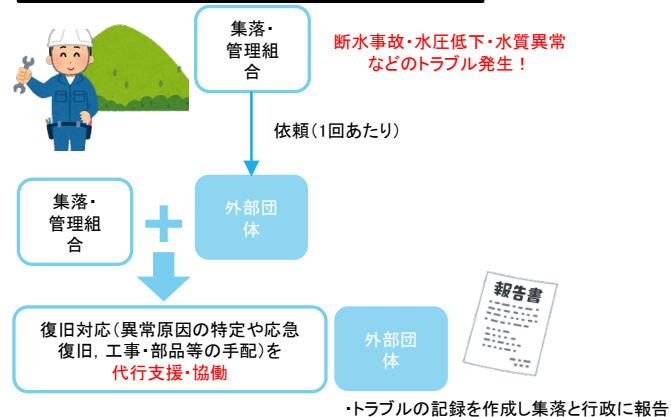 集落・
管理組
合
断水事故・水圧低下・水質異常
などのトラブル発生！
依頼（1回あたり）
集落・
管理組
合
外部団
体
復旧対応（異常原因の特定や応急
復旧，工事・部品等の手配）を
代行支援・協働
外部団
体
報告書
・トラブルの記録を作成し集落と行政に報告